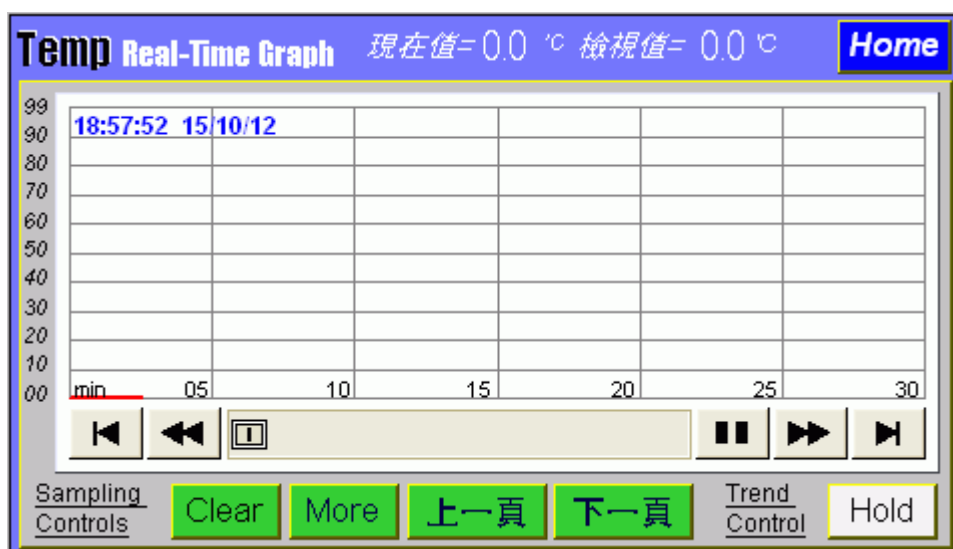 Temp Real-Time Graph 現在值= 0.0 ℃ 檢視值= 0.0 ℃ Home
99
18:57:52 15/10/12
90
80
70
60
50
40
30
20
10
00
min 05 10 15 20 25 30
Sampling Controls
Clear
More
上一頁
下一頁
Trend Control
Hold